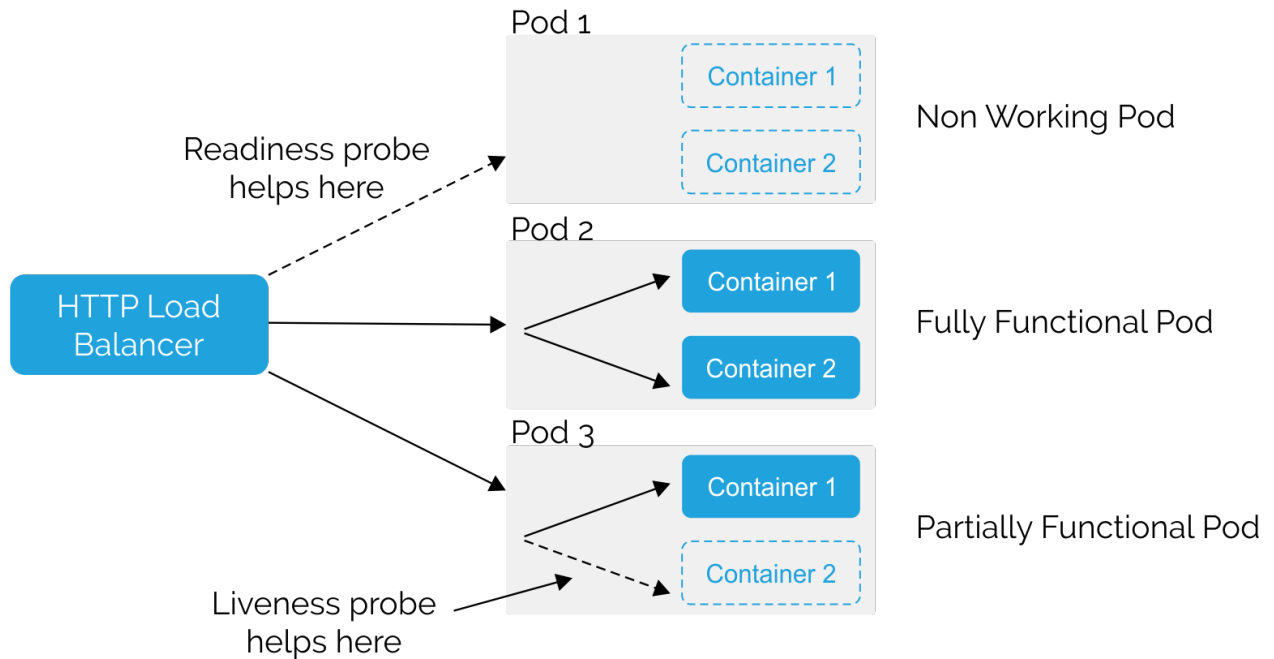 Pod 1
Container 1
Container 2
Non Working Pod
Readiness probe
helps here
Pod 2
Container 1
Container 2
Fully Functional Pod
HTTP Load
Balancer
Pod 3
Container 1
Container 2
Partially Functional Pod
Liveness probe
helps here